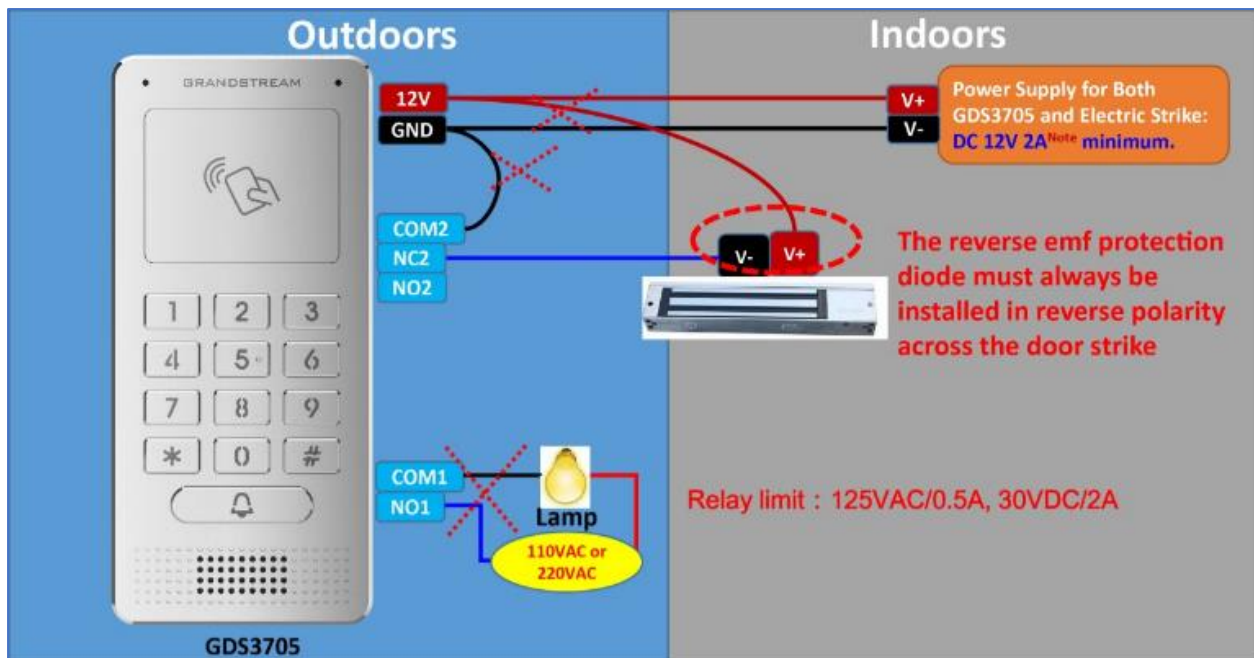 Outdoors
Indoors
GRANDSTREAM
12V
GND
V+
V-
Power Supply for Both
GDS3705 and Electric Strike:
DC 12V 2A Note minimum.
COM2
NC2
NO2
V-
V+
The reverse emf protection
diode must always be
installed in reverse polarity
across the door strike
1 2 3
4 5 6
7 8 9
* 0 #
COM1
NO1
Lamp
110VAC or
220VAC
Relay limit : 125VAC/0.5A, 30VDC/2A
GDS3705